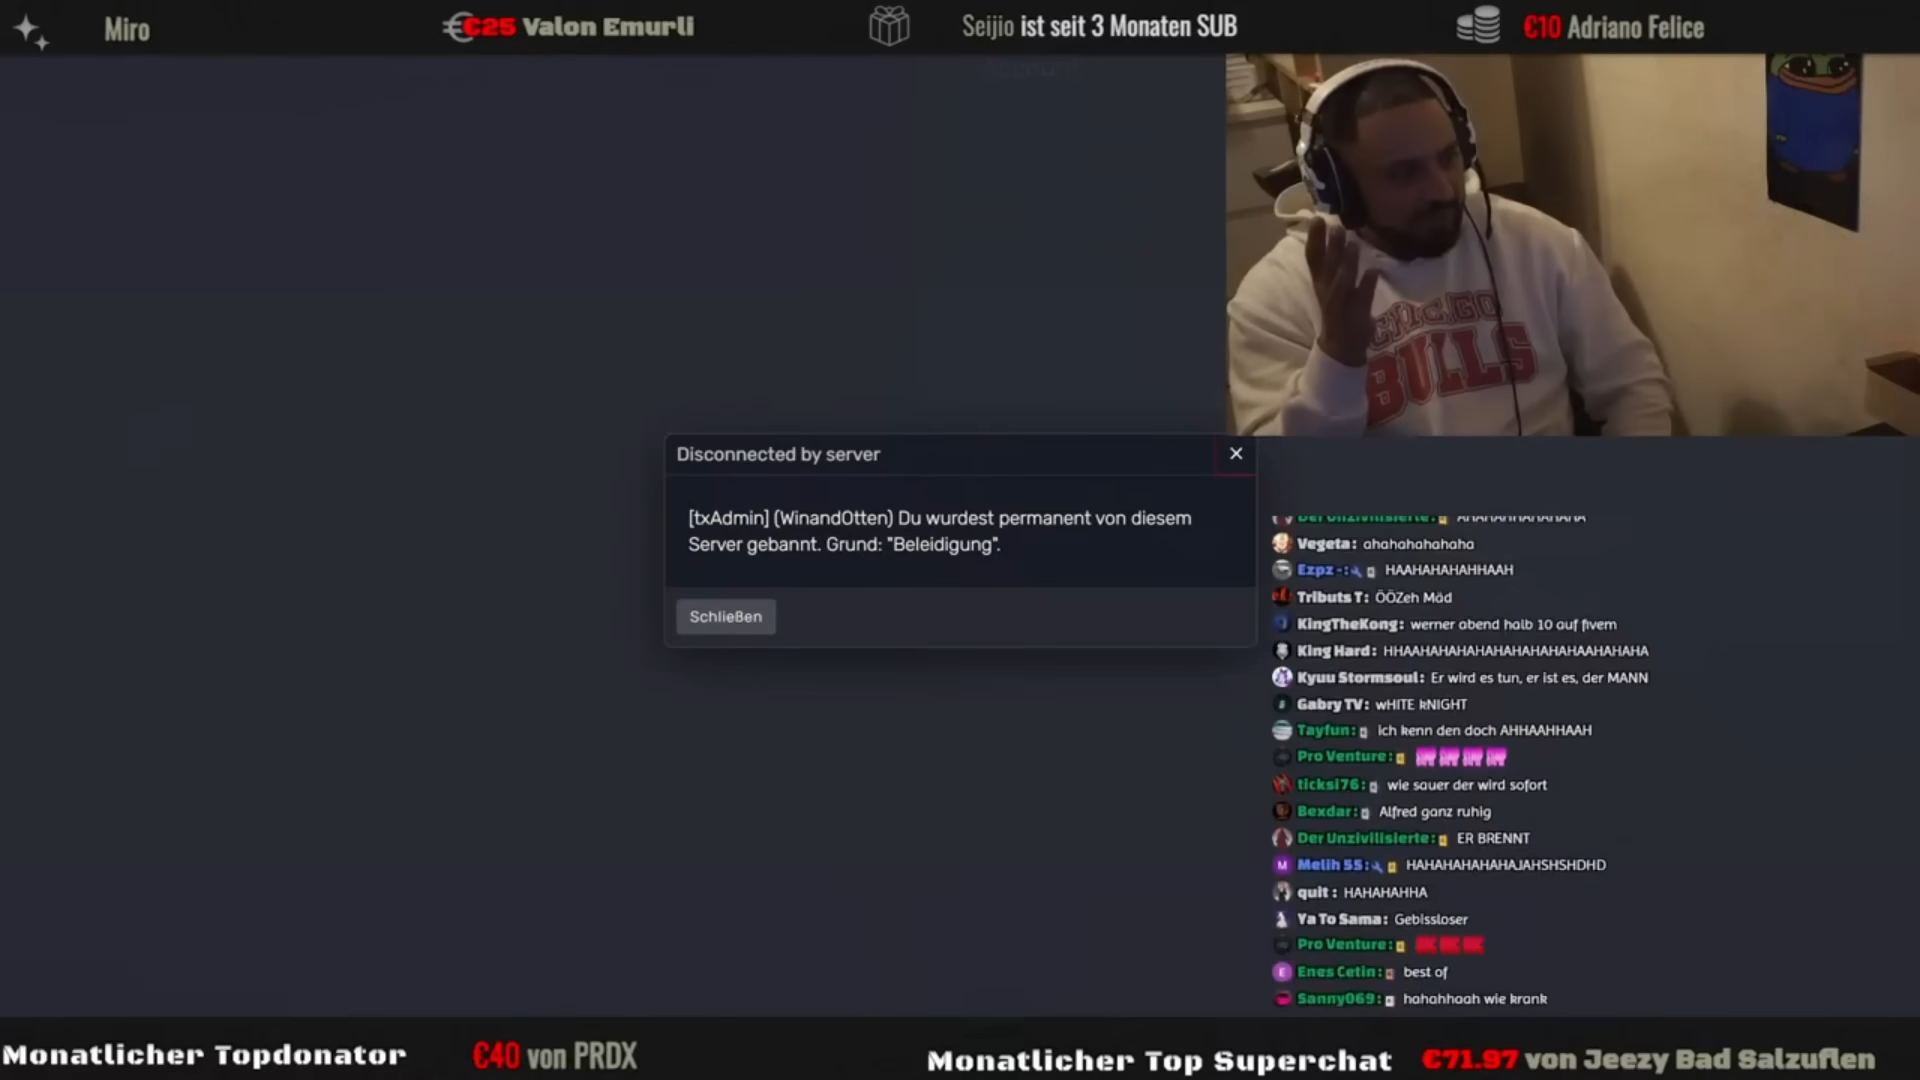 Miro
€25 Valon Emurli
Seijio ist seit 3 Monaten SUB
€10 Adriano Felice
CHICAGO
BULLS
Disconnected by server
[txAdmin] (WinandOtten) Du wurdest permanent von diesem
Server gebannt. Grund: "Beleidigung".
Schließen
Der Unzivilisierte: AHAHAHHAHAHAHA
Vegeta: ahahahahahaha
Ezpz -: HAAHAHAHAHHAAH
Tributs T: ÖÖZeh Mäd
KingTheKong: werner abend halb 10 auf fivem
King Hard: HHAAHAHAHAHAHAHAHAHAHAAHAHAHA
Kyuu Stormsoul: Er wird es tun, er ist es, der MANN
Gabry TV: wHITE kNIGHT
Tayfun: ich kenn den doch AHHAAHHAAH
Pro Venture:
ticksi76: wie sauer der wird sofort
Bexdar: Alfred ganz ruhig
Der Unzivilisierte: ER BRENNT
M Melih 55: HAHAHAHAHAHAJAHSHSHDHD
quit : HAHAHAHHA
Ya To Sama: Gebissloser
Pro Venture:
E Enes Cetin: best of
Sanny069: hahahhaah wie krank
Monatlicher Topdonator
€40 von PRDX
Monatlicher Top Superchat
€71.97 von Jeezy Bad Salzuflen